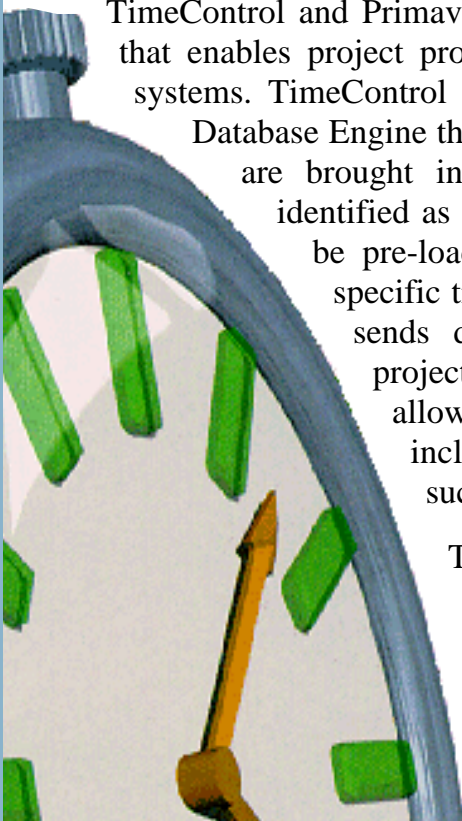 TimeControl and Primav
that enables project pro
systems. TimeControl
Database Engine th
are brought in
identified as
be pre-loa
specific t
sends
project
allow
incl
suc
T